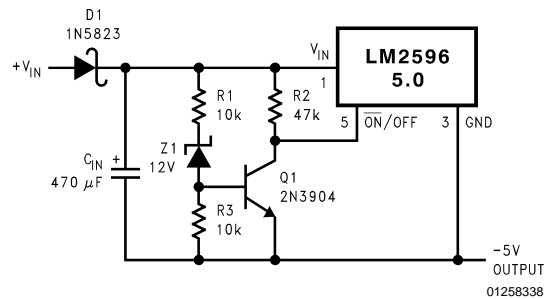 D1
1N5823
+VIN
VIN
1
LM2596
5.0
R1
10k
R2
47k
5
ON/OFF
3
GND
Z1
12V
CIN
+
470 μF
Q1
2N3904
R3
10k
−5V
OUTPUT
01258338